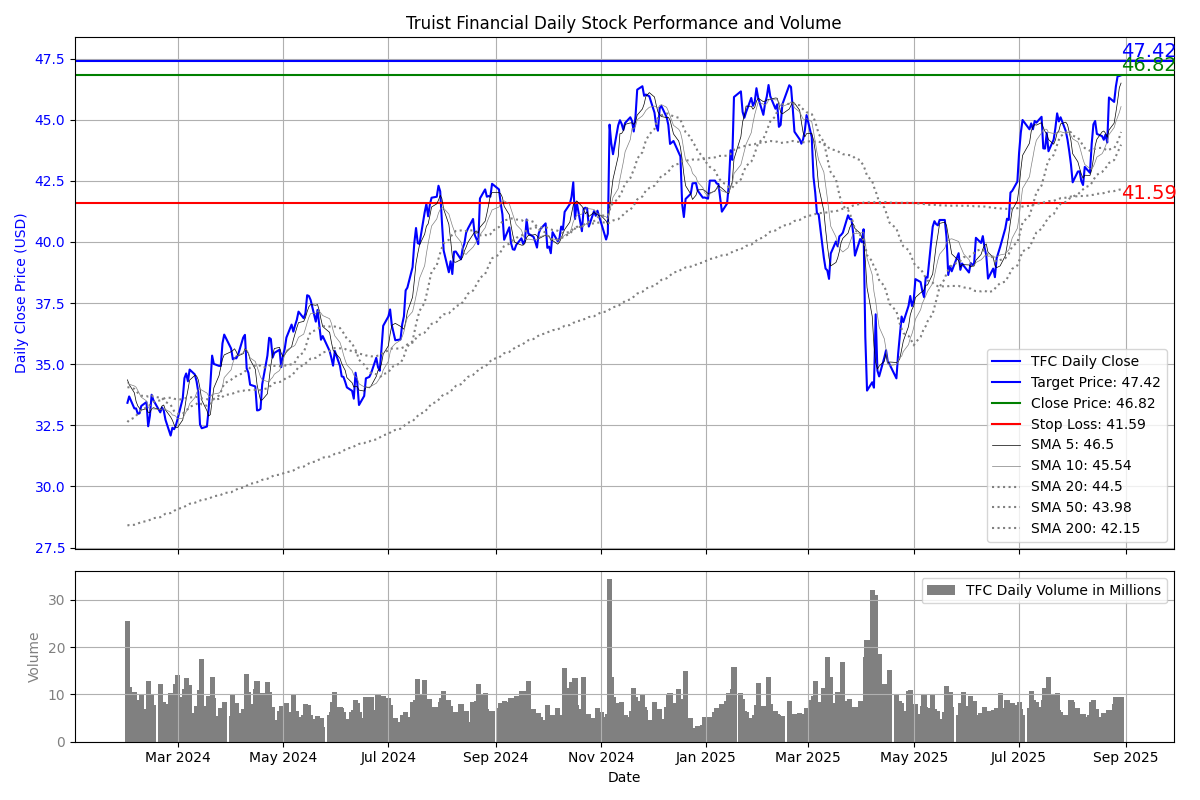 Truist Financial Daily Stock Performance and Volume
Daily Close Price (USD)
47.5
45.0
42.5
40.0
37.5
35.0
32.5
30.0
27.5
47.42
46.82
41.59
TFC Daily Close
Target Price: 47.42
Close Price: 46.82
Stop Loss: 41.59
SMA 5: 46.5
SMA 10: 45.54
SMA 20: 44.5
SMA 50: 43.98
SMA 200: 42.15
Volume
30
20
10
0
TFC Daily Volume in Millions
Mar 2024 May 2024 Jul 2024 Sep 2024 Nov 2024 Jan 2025 Mar 2025 May 2025 Jul 2025 Sep 2025
Date